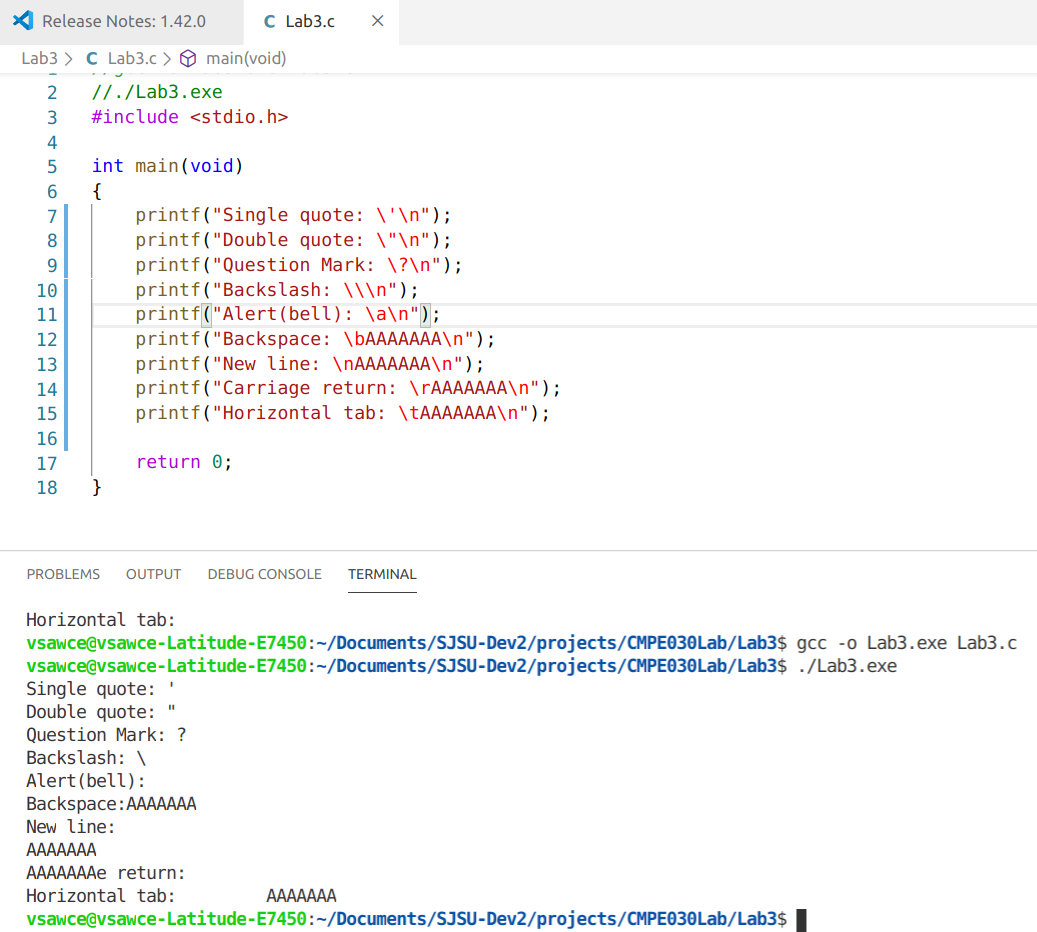 Release Notes: 1.42.0
C Lab3.c ×
Lab3 > C Lab3.c > main(void)
2 //./Lab3.exe
3 #include <stdio.h>
4
5 int main(void)
6 {
7 printf("Single quote: \'\n");
8 printf("Double quote: \"\n");
9 printf("Question Mark: \?\n");
10 printf("Backslash: \\\n");
11 printf("Alert(bell): \a\n");
12 printf("Backspace: \bAAAAAAA\n");
13 printf("New line: \nAAAAAAA\n");
14 printf("Carriage return: \rAAAAAAA\n");
15 printf("Horizontal tab: \tAAAAAAA\n");
16
17 return 0;
18 }
PROBLEMS OUTPUT DEBUG CONSOLE TERMINAL
Horizontal tab:
vsawce@vsawce-Latitude-E7450:~/Documents/SJSU-Dev2/projects/CMPE030Lab/Lab3$ gcc -o Lab3.exe Lab3.c
vsawce@vsawce-Latitude-E7450:~/Documents/SJSU-Dev2/projects/CMPE030Lab/Lab3$ ./Lab3.exe
Single quote: '
Double quote: "
Question Mark: ?
Backslash: \
Alert(bell):
Backspace:AAAAAAA
New line:
AAAAAAA
AAAAAAAe return:
Horizontal tab: AAAAAAA
vsawce@vsawce-Latitude-E7450:~/Documents/SJSU-Dev2/projects/CMPE030Lab/Lab3$